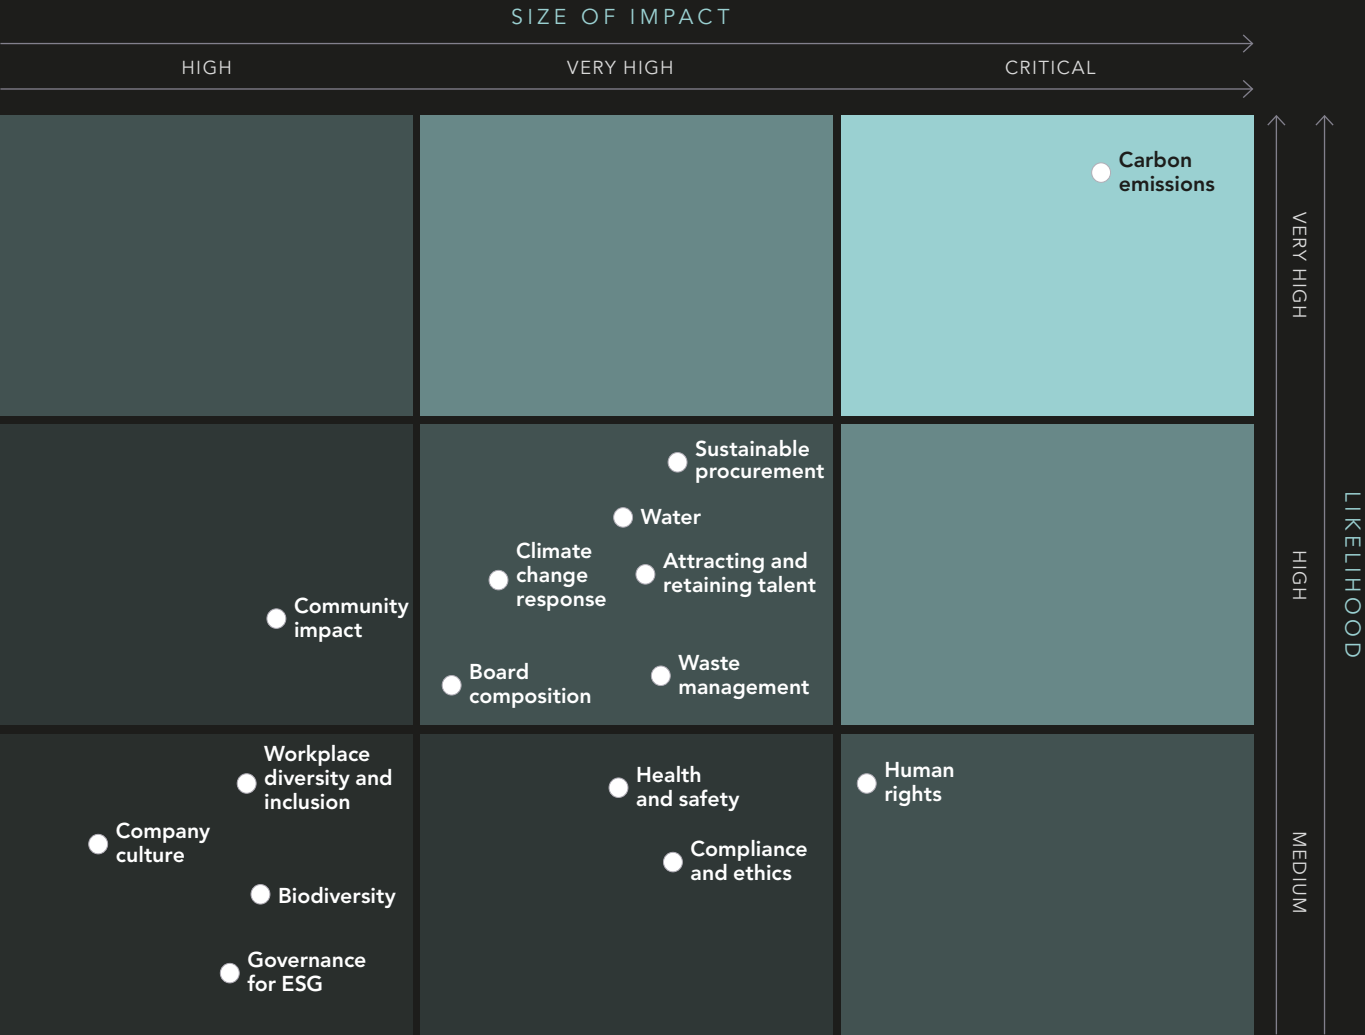 SIZE OF IMPACT
HIGH
VERY HIGH
CRITICAL
Carbon
emissions
VERY HIGH
Sustainable
procurement
Water
Climate
change
response
Attracting and
retaining talent
Community
impact
Board
composition
Waste
management
HIGH
LIKELIHOOD
Workplace
diversity and
inclusion
Health
and safety
Human
rights
Company
culture
Compliance
and ethics
Biodiversity
Governance
for ESG
MEDIUM